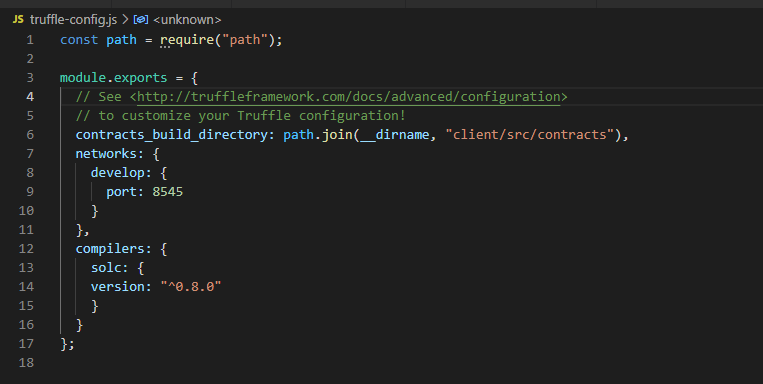 JS truffle-config.js > <unknown>
1 const path = require("path");
2
3 module.exports = {
4 // See <http://truffleframework.com/docs/advanced/configuration>
5 // to customize your Truffle configuration!
6 contracts_build_directory: path.join(__dirname, "client/src/contracts"),
7 networks: {
8 develop: {
9 port: 8545
10 }
11 },
12 compilers: {
13 solc: {
14 version: "^0.8.0"
15 }
16 }
17 };
18